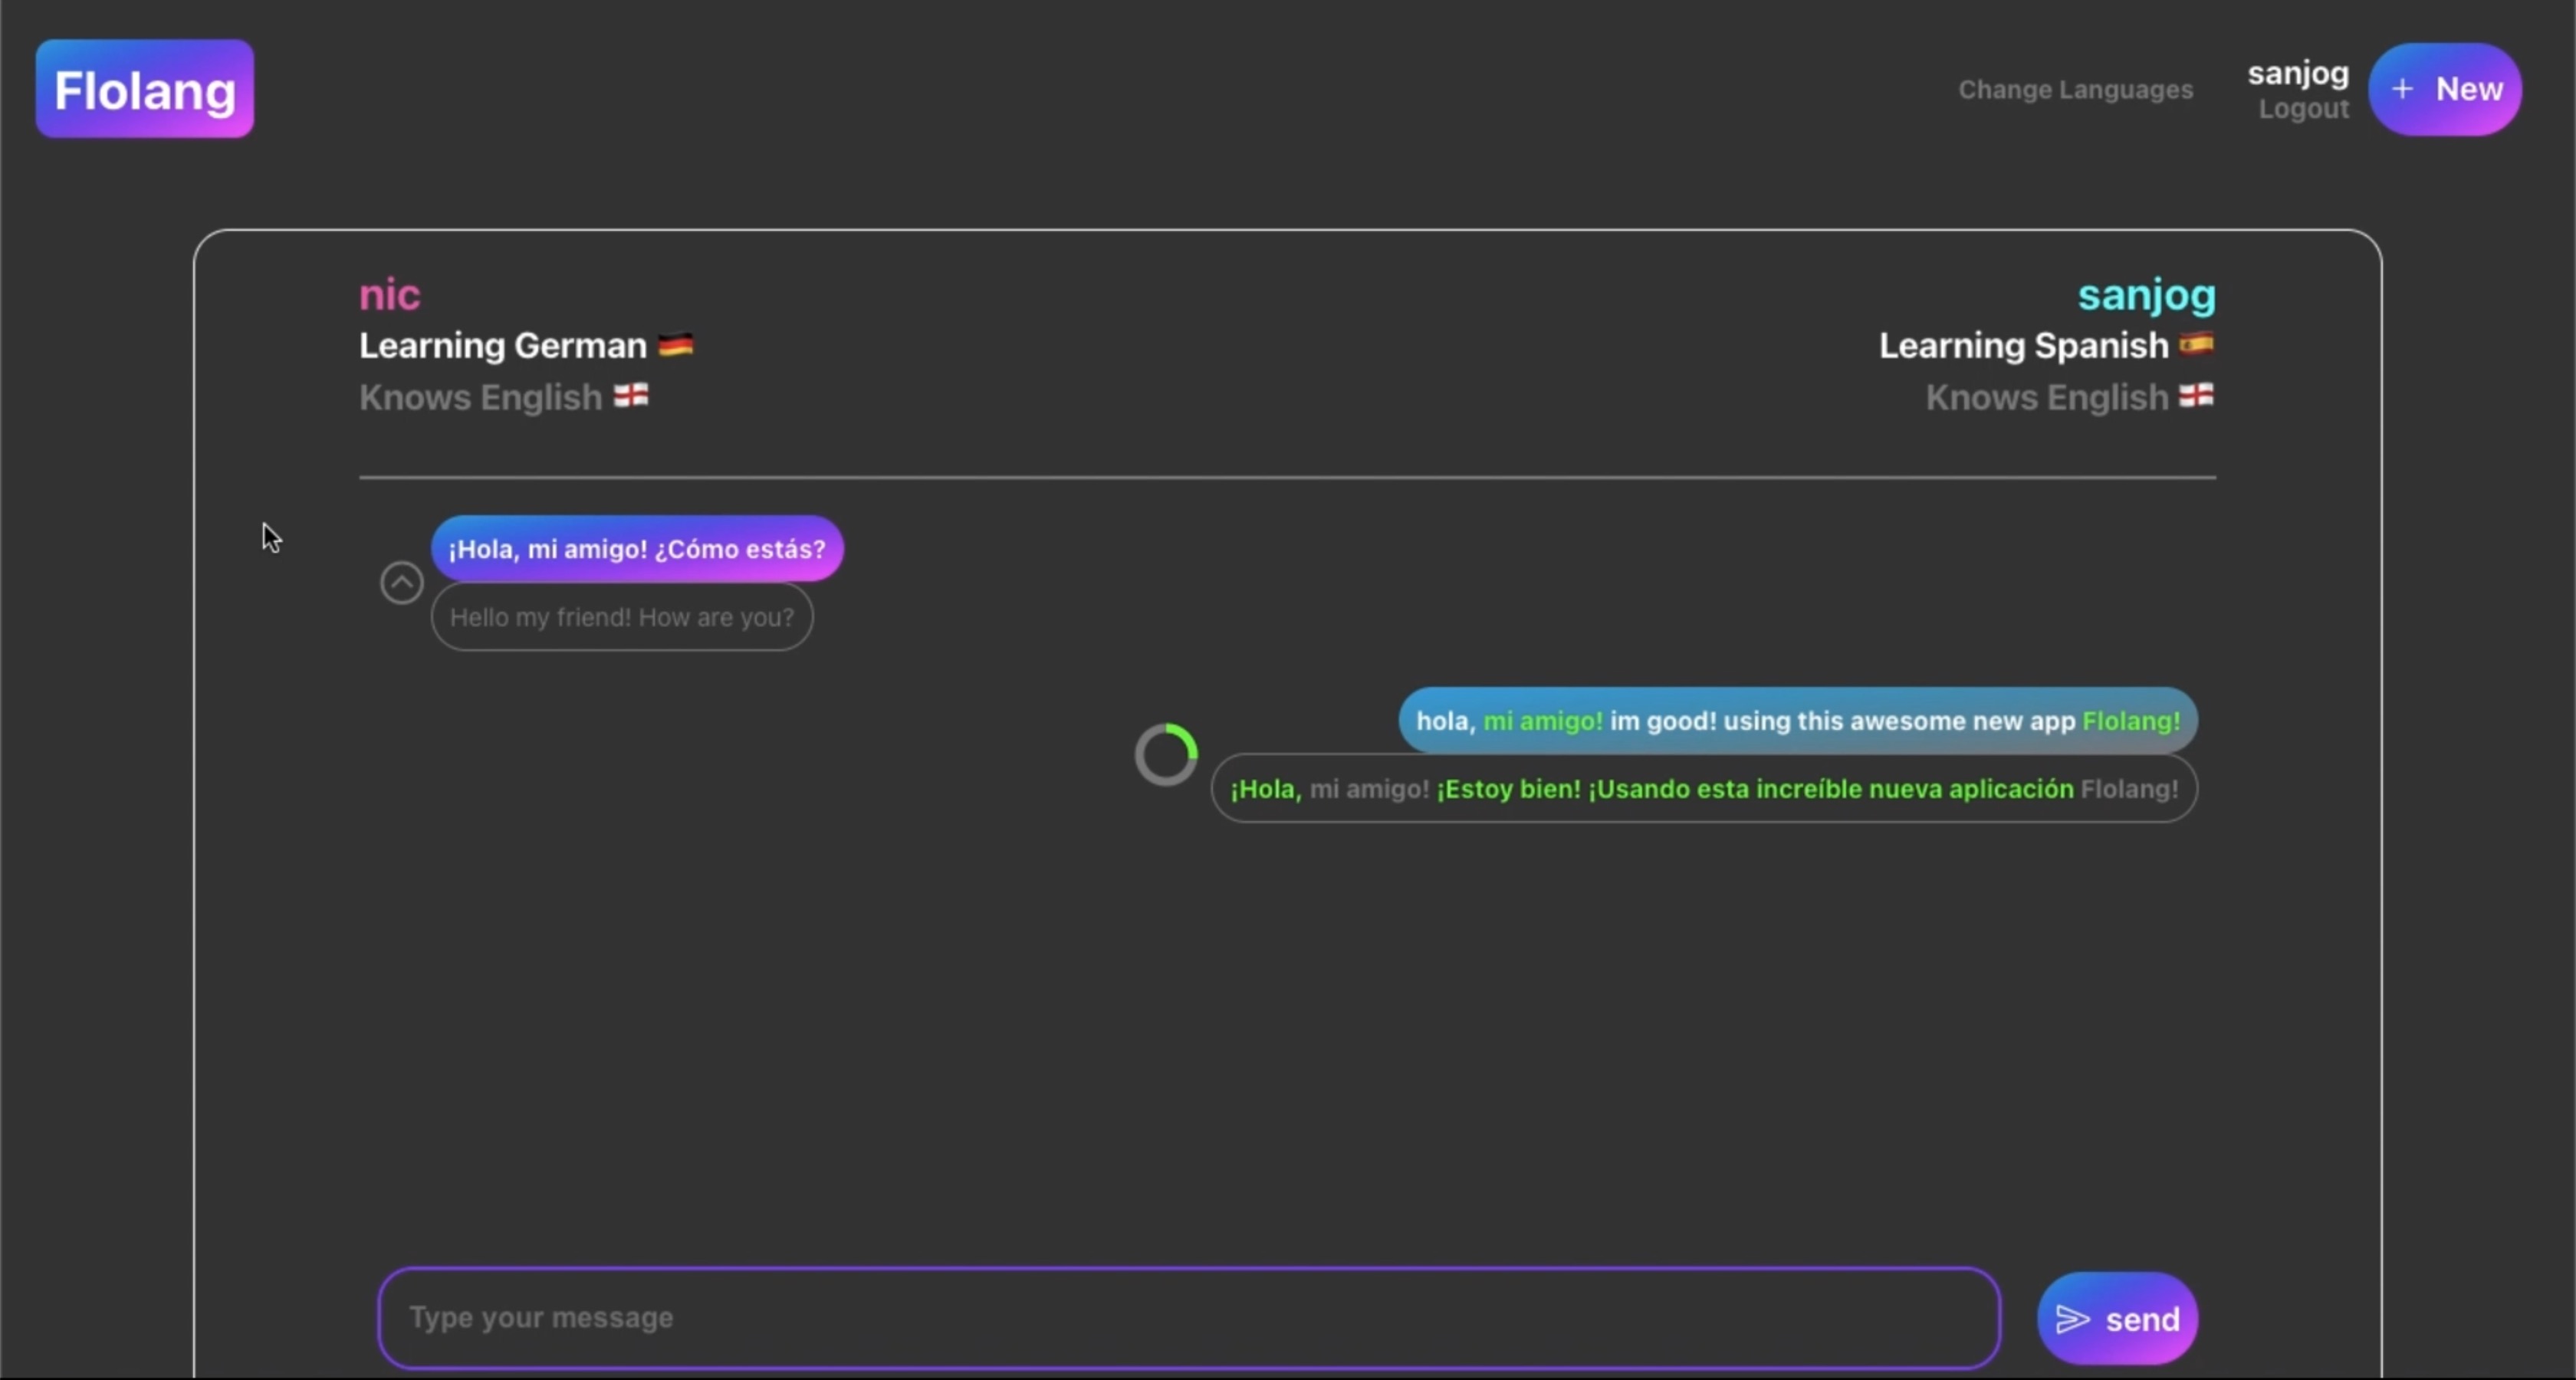 Flolang
Change Languages
sanjog
Logout
+ New
nic
Learning German 🇩🇪
Knows English 🏴󠁧󠁢󠁥󠁮󠁧󠁿
sanjog
Learning Spanish 🇪🇸
Knows English 🏴󠁧󠁢󠁥󠁮󠁧󠁿
¡Hola, mi amigo! ¿Cómo estás?
Hello my friend! How are you?
hola, mi amigo! im good! using this awesome new app Flolang!
¡Hola, mi amigo! ¡Estoy bien! ¡Usando esta increíble nueva aplicación Flolang!
Type your message
send